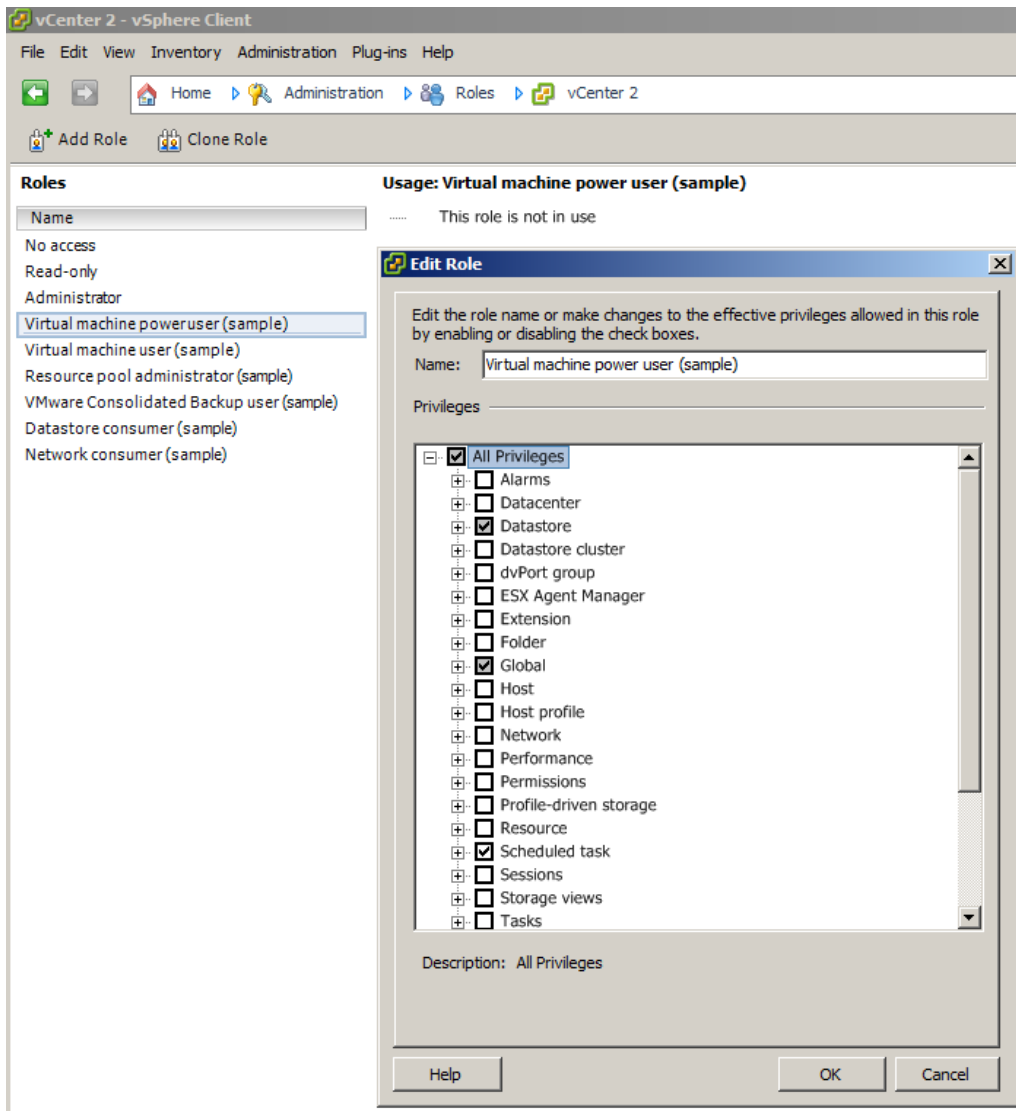 vCenter 2 - vSphere Client
File Edit View Inventory Administration Plug-ins Help
Home Administration Roles vCenter 2
Add Role Clone Role
Roles
Name
No access
Read-only
Administrator
Virtual machine power user (sample)
Virtual machine user (sample)
Resource pool administrator (sample)
VMware Consolidated Backup user (sample)
Datastore consumer (sample)
Network consumer (sample)
Usage: Virtual machine power user (sample)
This role is not in use
Edit Role
Edit the role name or make changes to the effective privileges allowed in this role
by enabling or disabling the check boxes.
Name: Virtual machine power user (sample)
Privileges
All Privileges
Alarms
Datacenter
Datastore
Datastore cluster
dvPort group
ESX Agent Manager
Extension
Folder
Global
Host
Host profile
Network
Performance
Permissions
Profile-driven storage
Resource
Scheduled task
Sessions
Storage views
Tasks
Description: All Privileges
Help OK Cancel